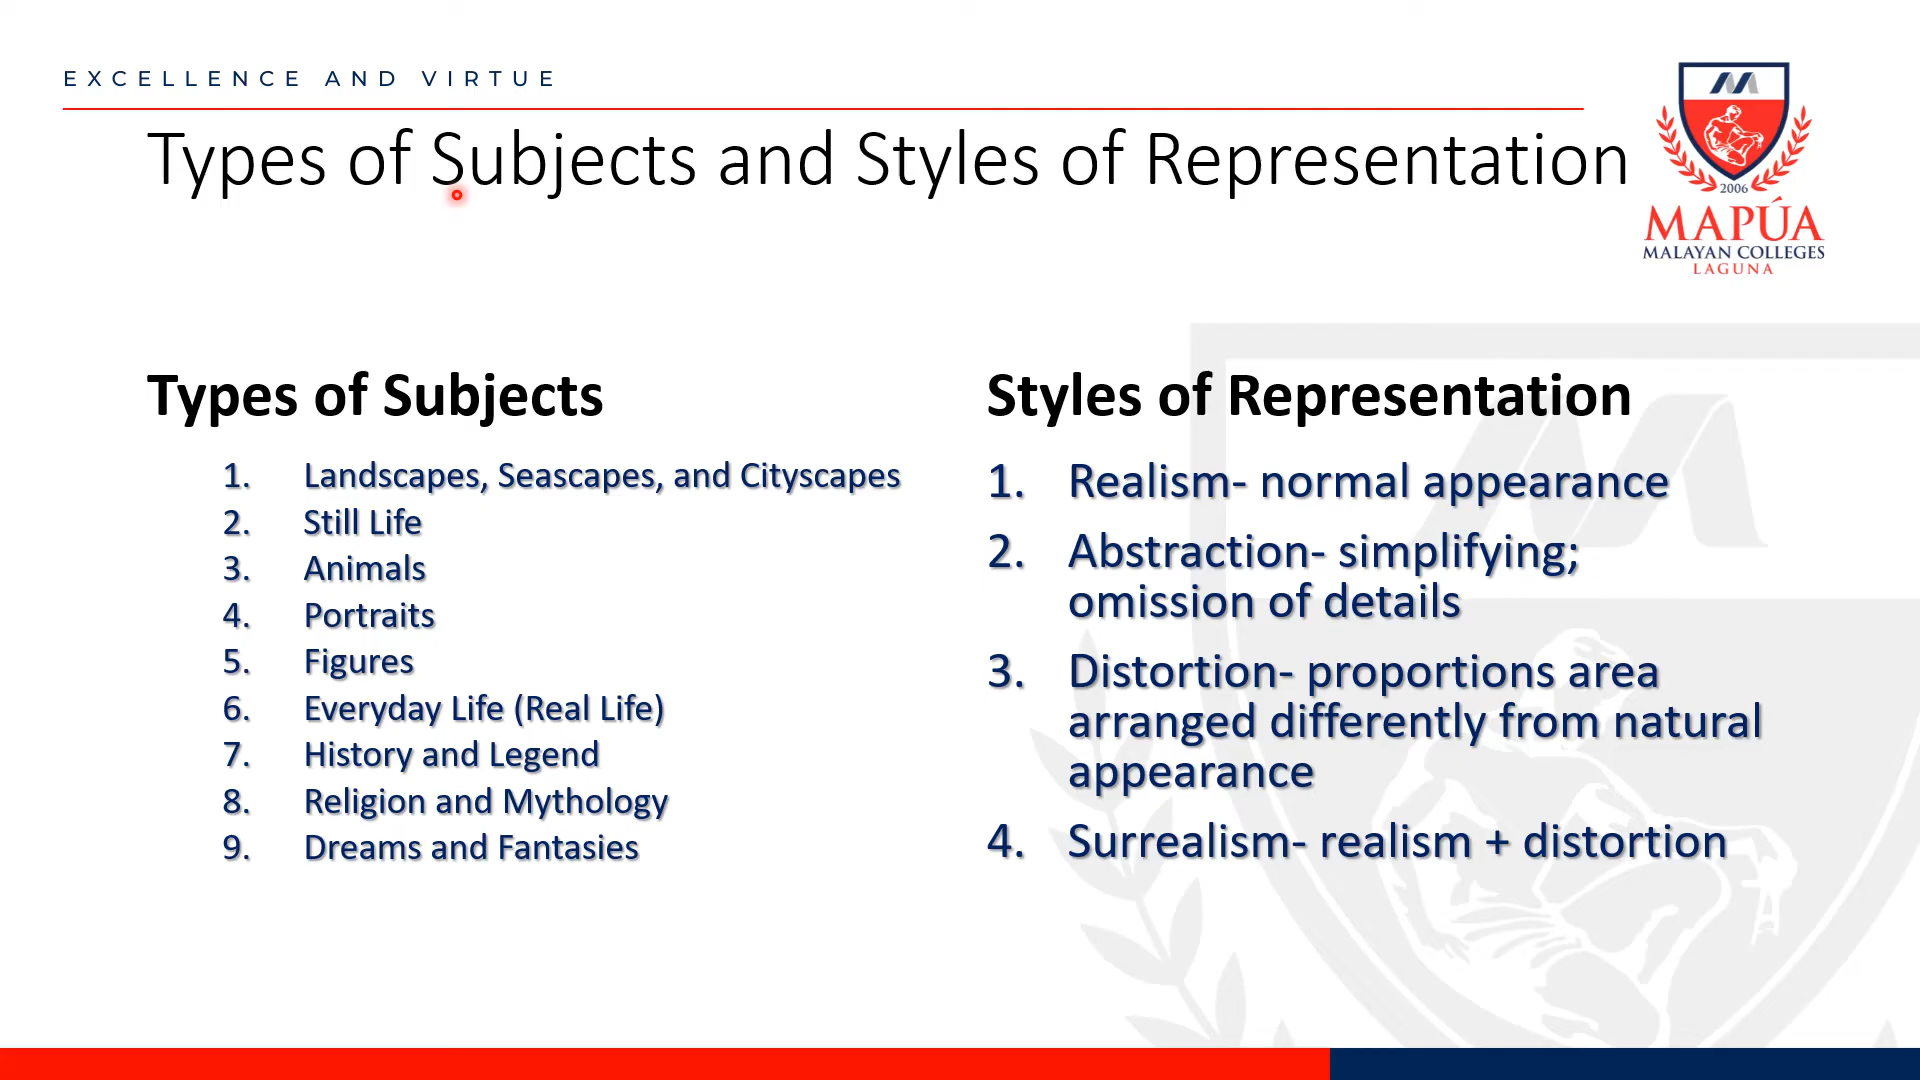 EXCELLENCE AND VIRTUE
Types of Subjects and Styles of Representation
2006
MAPÚA
MALAYAN COLLEGES
LAGUNA
Types of Subjects
1. Landscapes, Seascapes, and Cityscapes
2. Still Life
3. Animals
4. Portraits
5. Figures
6. Everyday Life (Real Life)
7. History and Legend
8. Religion and Mythology
9. Dreams and Fantasies
Styles of Representation
1. Realism- normal appearance
2. Abstraction- simplifying;
omission of details
3. Distortion- proportions area
arranged differently from natural
appearance
4. Surrealism- realism + distortion